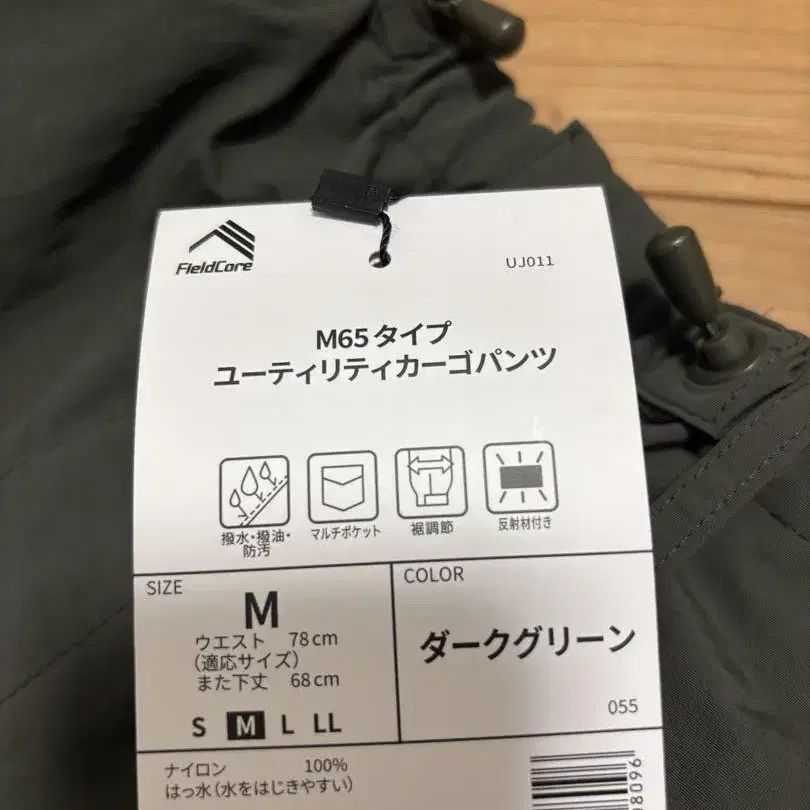 FieldCore
UJ011
M65タイプ
ユーティリティカーゴパンツ
撥水・撥油・
防汚
マルチポケット
裾調節
反射材付き
SIZE
M
ウエスト 78cm
(適応サイズ)
また下丈 68cm
S M L LL
COLOR
ダークグリーン
055
ナイロン 100%
はっ水(水をはじきやすい)